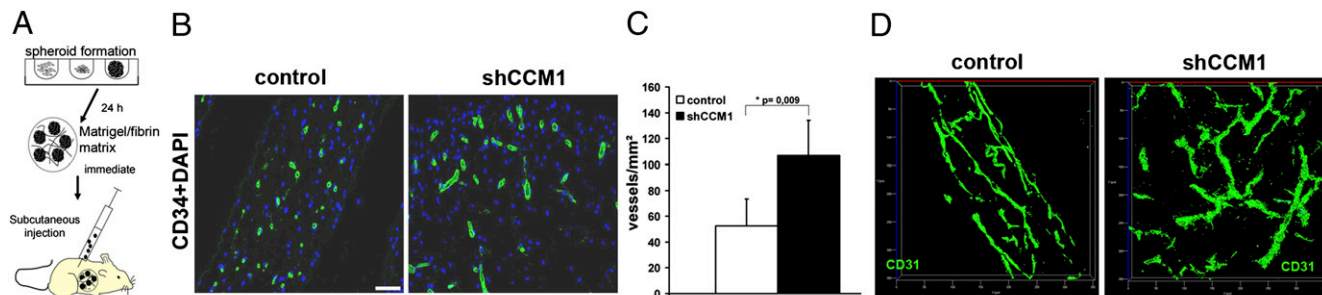 A
spheroid formation
24 h
Matrigel/fibrin
matrix
immediate
Subcutaneous
injection
B
control
shCCM1
CD34+DAPI
C
control
shCCM1
* p= 0,009
vessels/mm²
160
140
120
100
80
60
40
20
0
D
control
shCCM1
CD31
CD31